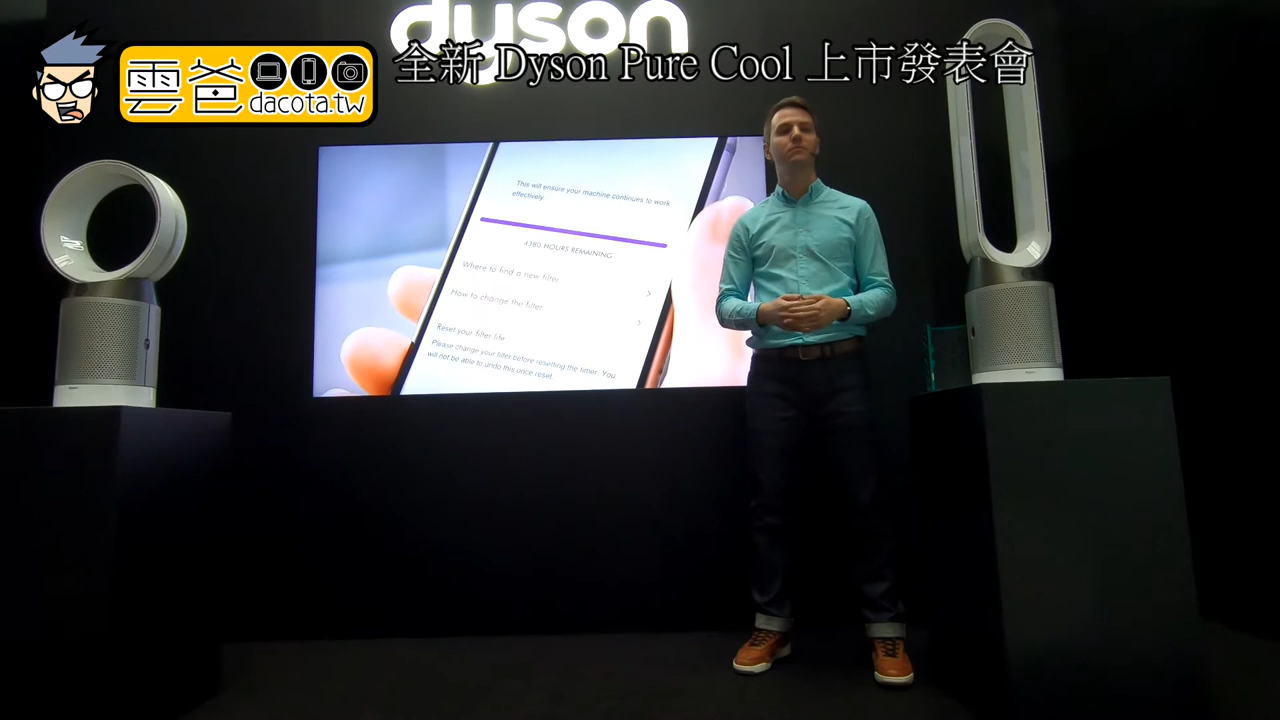 dyson
全新 Dyson Pure Cool 上市發表會
雲爸
dacota.tw
This will ensure your machine continues to work
effectively.
4380 HOURS REMAINING
Where to find a new filter
How to change the filter
Reset your filter life
Please change your filter before resetting the timer. You
will not be able to undo this once reset.